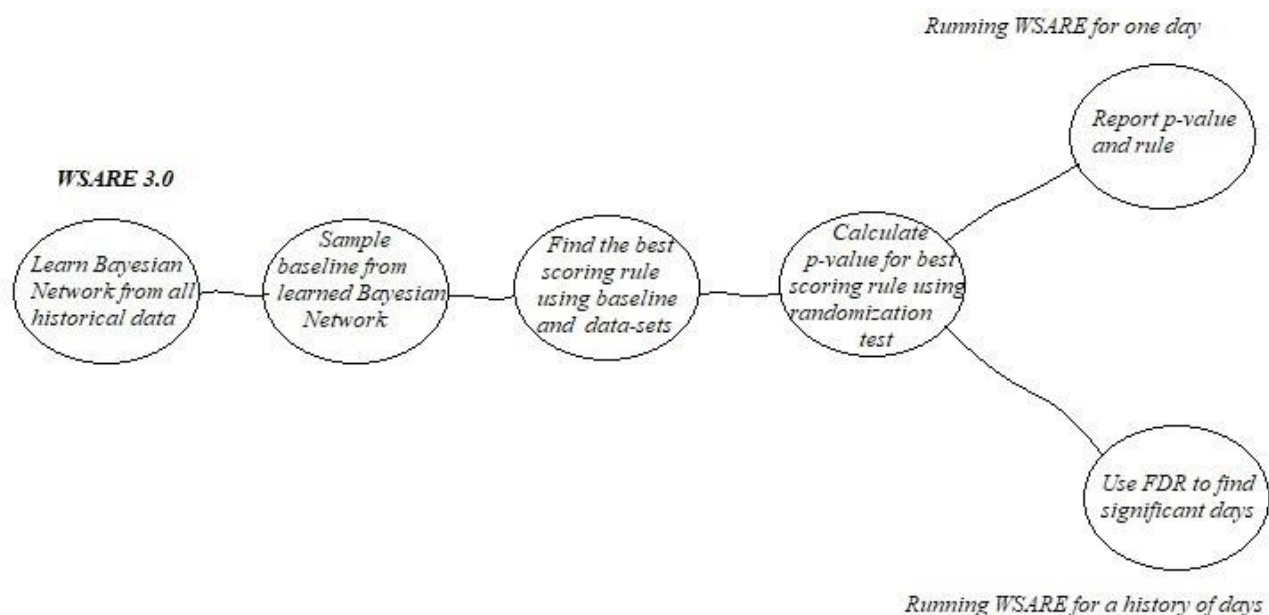 Running WSARE for one day
Report p-value
and rule
WSARE 3.0
Learn Bayesian
Network from all
historical data
Sample
baseline from
learned Bayesian
Network
Find the best
scoring rule
using baseline
and data-sets
Calculate
p-value for best
scoring rule using
randomization
test
Use FDR to find
significant days
Running WSARE for a history of days